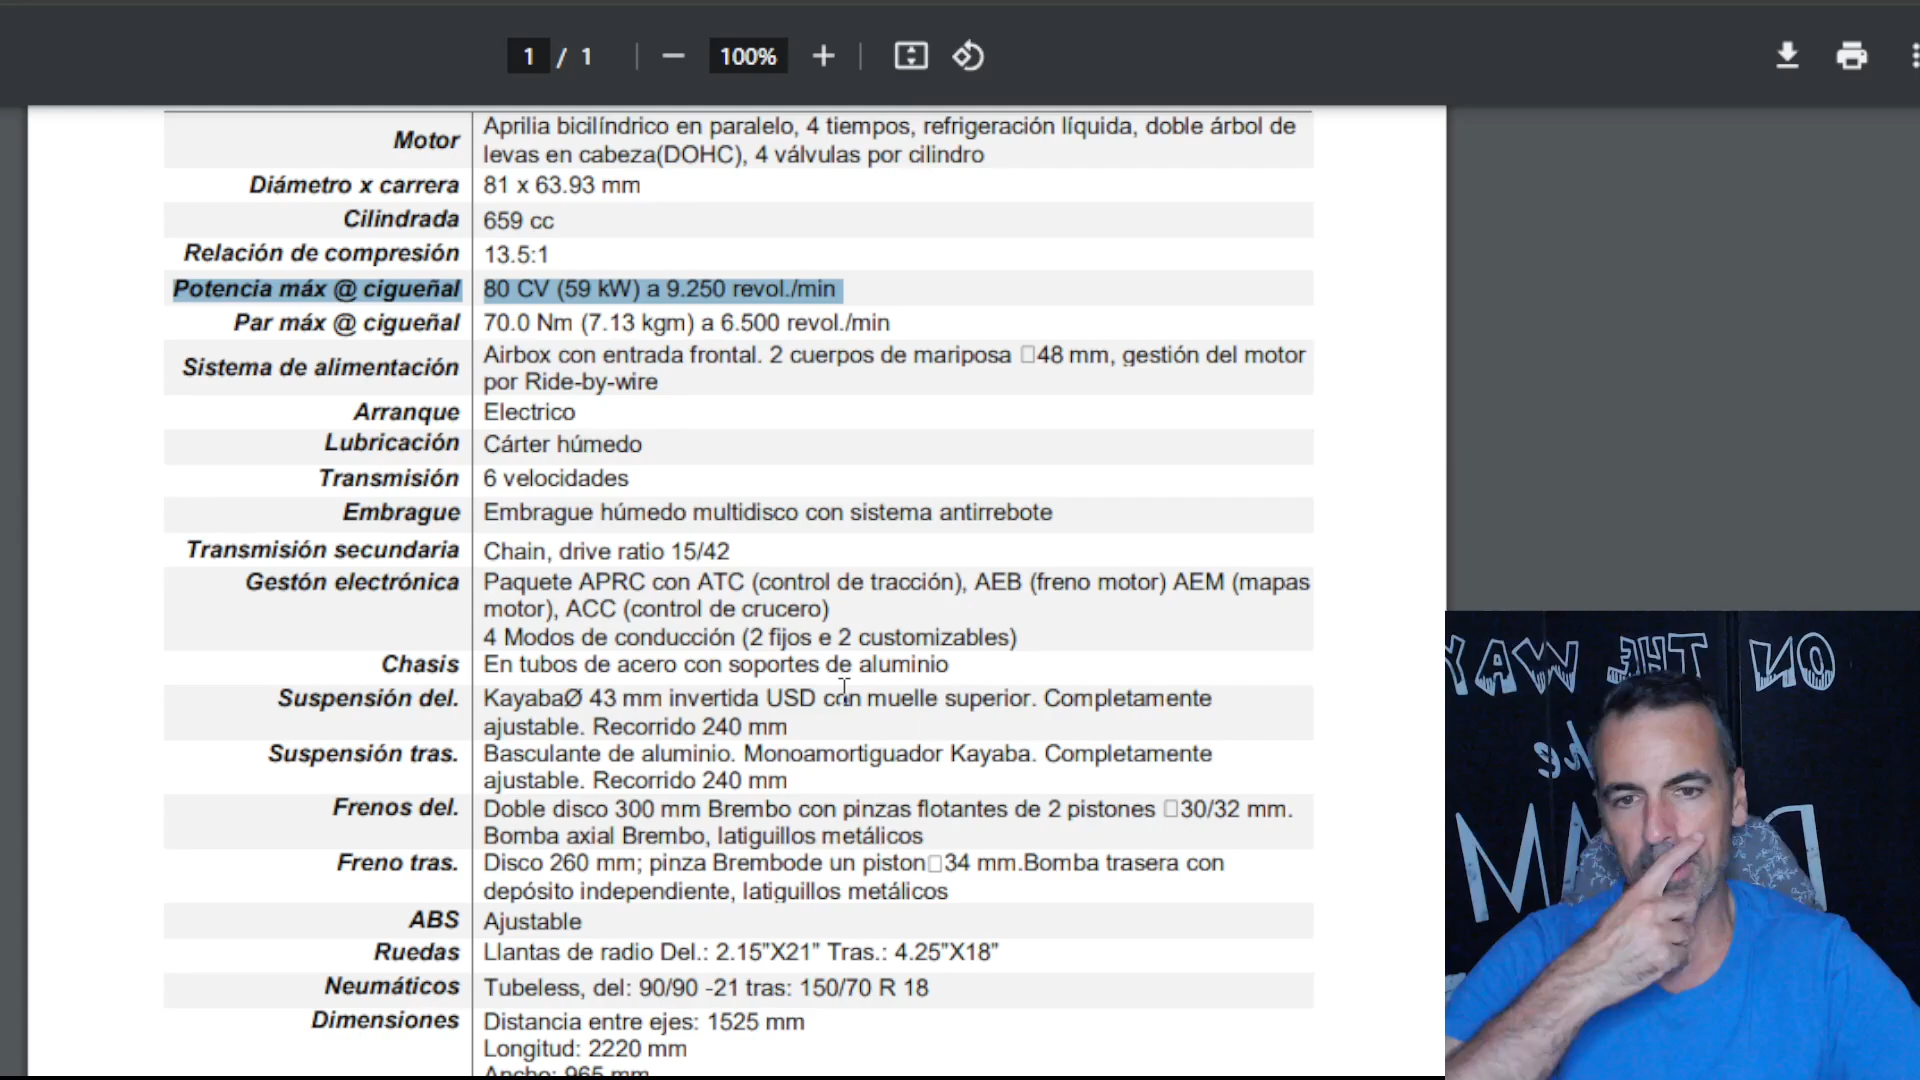 1 / 1 100%
Motor Aprilia bicilíndrico en paralelo, 4 tiempos, refrigeración líquida, doble árbol de
levas en cabeza(DOHC), 4 válvulas por cilindro
Diámetro x carrera 81 x 63.93 mm
Cilindrada 659 cc
Relación de compresión 13.5:1
Potencia máx @ cigueñal 80 CV (59 kW) a 9.250 revol./min
Par máx @ cigueñal 70.0 Nm (7.13 kgm) a 6.500 revol./min
Sistema de alimentación Airbox con entrada frontal. 2 cuerpos de mariposa □48 mm, gestión del motor
por Ride-by-wire
Arranque Electrico
Lubricación Cárter húmedo
Transmisión 6 velocidades
Embrague Embrague húmedo multidisco con sistema antirrebote
Transmisión secundaria Chain, drive ratio 15/42
Gestón electrónica Paquete APRC con ATC (control de tracción), AEB (freno motor) AEM (mapas
motor), ACC (control de crucero)
4 Modos de conducción (2 fijos e 2 customizables)
Chasis En tubos de acero con soportes de aluminio
Suspensión del. KayabaØ 43 mm invertida USD con muelle superior. Completamente
ajustable. Recorrido 240 mm
Suspensión tras. Basculante de aluminio. Monoamortiguador Kayaba. Completamente
ajustable. Recorrido 240 mm
Frenos del. Doble disco 300 mm Brembo con pinzas flotantes de 2 pistones □30/32 mm.
Bomba axial Brembo, latiguillos metálicos
Freno tras. Disco 260 mm; pinza Brembode un piston□34 mm.Bomba trasera con
depósito independiente, latiguillos metálicos
ABS Ajustable
Ruedas Llantas de radio Del.: 2.15”X21” Tras.: 4.25”X18”
Neumáticos Tubeless, del: 90/90 -21 tras: 150/70 R 18
Dimensiones Distancia entre ejes: 1525 mm
Longitud: 2220 mm
Ancho: 965 mm
ON THE WAY